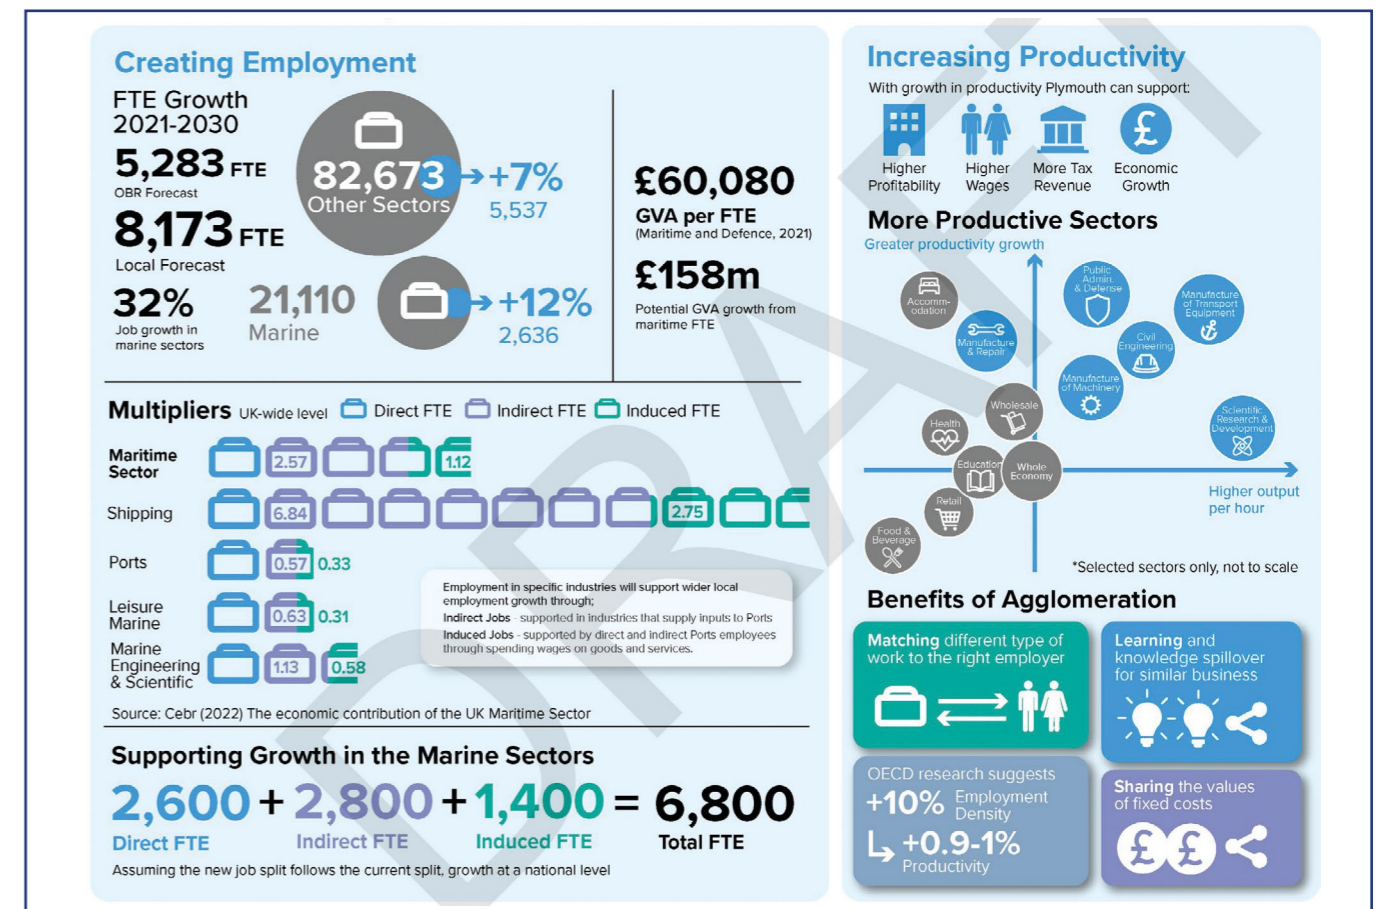 Creating Employment
FTE Growth
2021-2030
5,283 FTE
OBR Forecast
8,173 FTE
Local Forecast
32%
Job growth in
marine sectors
82,673
Other Sectors
+7%
5,537
21,110
Marine
+12%
2,636
£60,080
GVA per FTE
(Maritime and Defence, 2021)
£158m
Potential GVA growth from
maritime FTE
Multipliers UK-wide level Direct FTE Indirect FTE Induced FTE
Maritime
Sector
2.57
1.12
Shipping
6.84
2.75
Ports
0.57
0.33
Leisure
Marine
0.63
0.31
Marine
Engineering
& Scientific
1.13
0.58
Employment in specific industries will support wider local
employment growth through;
Indirect Jobs - supported in industries that supply inputs to Ports
Induced Jobs - supported by direct and indirect Ports employees
through spending wages on goods and services.
Source: Cebr (2022) The economic contribution of the UK Maritime Sector
Supporting Growth in the Marine Sectors
2,600 + 2,800 + 1,400 = 6,800
Direct FTE Indirect FTE Induced FTE Total FTE
Assuming the new job split follows the current split, growth at a national level
Increasing Productivity
With growth in productivity Plymouth can support:
Higher
Profitability
Higher
Wages
More Tax
Revenue
Economic
Growth
More Productive Sectors
Greater productivity growth
Accomm-
odation
Manufacture
& Repair
Public
Admin.
& Defense
Manufacture
of Transport
Equipment
Civil
Engineering
Manufacture
of Machinery
Wholesale
Health
Scientific
Research &
Development
Education
Whole
Economy
Retail
Food &
Beverage
Higher output
per hour
*Selected sectors only, not to scale
Benefits of Agglomeration
Matching different type of
work to the right employer
Learning and
knowledge spillover
for similar business
OECD research suggests
+10% Employment
Density
+0.9-1%
Productivity
Sharing the values
of fixed costs
££
DRAFT